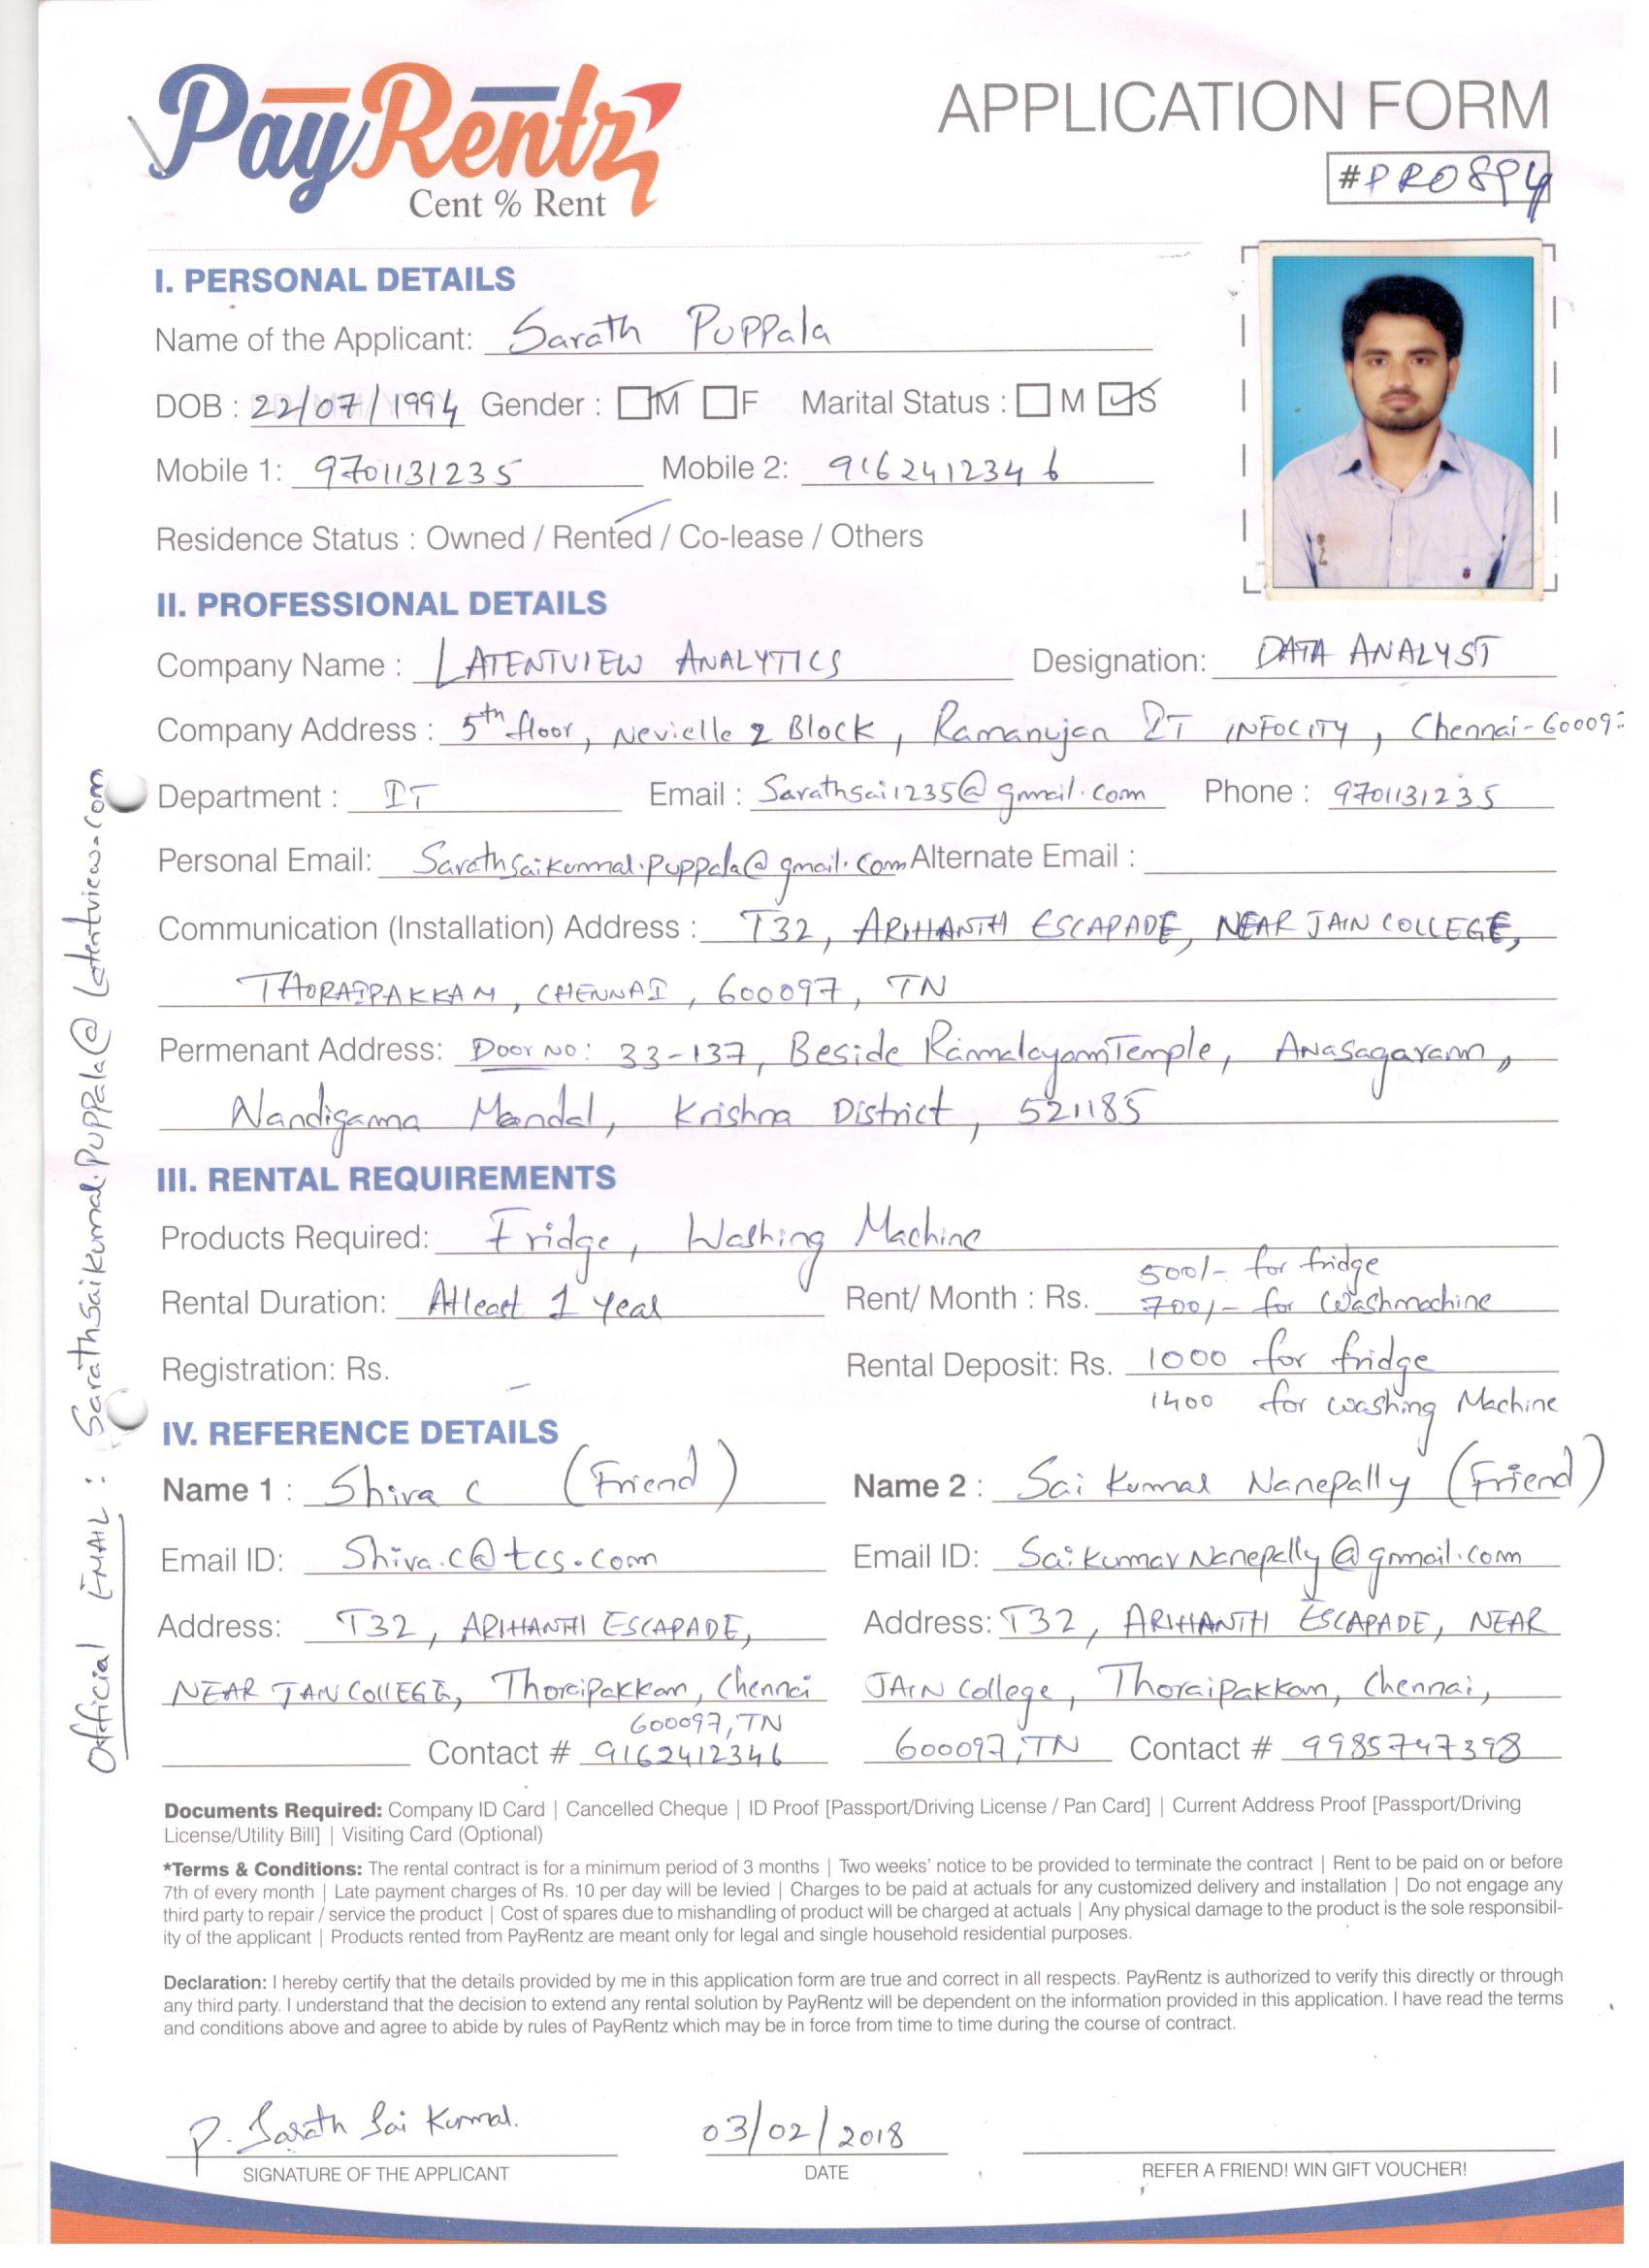 PayRentz
Cent % Rent
APPLICATION FORM
#PRO894
I. PERSONAL DETAILS
Name of the Applicant: Sarath Puppala
DOB : 22/07/1994 Gender : M F Marital Status : M S
Mobile 1: 9701131235 Mobile 2: 9162412346
Residence Status : Owned / Rented / Co-lease / Others
II. PROFESSIONAL DETAILS
Company Name : LATENTVIEW ANALYTICS Designation: DATA ANALYST
Company Address : 5th floor, Nevielle 2 Block, Ramanujan IT INFOCITY, Chennai-60009
Department : IT Email : Sarathsai1235@gmail.com Phone : 9701131235
Personal Email: Sarathsaikumal.puppala@gmail.com Alternate Email :
Communication (Installation) Address : T32, ARIHANTH ESCAPADE, NEAR JAIN COLLEGE,
THORAIPAKKAM, CHENNAI, 600097, TN
Permenant Address: Door No: 33-137, Beside Ramalayam Temple, Anasagaram,
Nandigama Mandal, Krishna District, 521185
III. RENTAL REQUIREMENTS
Products Required: Fridge, Washing Machine
Rental Duration: Atleast 1 Year Rent/ Month : Rs. 500/- for fridge
700/- for Washmachine
Registration: Rs. - Rental Deposit: Rs. 1000 for fridge
1400 for washing Machine
IV. REFERENCE DETAILS
Name 1 : Shiva C (Friend) Name 2 : Sai Kumal Nanepally (Friend)
Email ID: Shiva.c@tcs.com Email ID: SaikumarNanepally@gmail.com
Address: T32, ARIHANTH ESCAPADE, Address: T32, ARIHANTH ESCAPADE, NEAR
NEAR JAIN COllEGE, Thoraipakkam, Chennai JAIN College, Thoraipakkam, Chennai,
600097, TN
Contact # 9162412346 600097, TN Contact # 9985747398
Official EMAIL : Sarathsaikumal.puppala@latentview.com
Documents Required: Company ID Card | Cancelled Cheque | ID Proof [Passport/Driving License / Pan Card] | Current Address Proof [Passport/Driving
License/Utility Bill] | Visiting Card (Optional)
*Terms & Conditions: The rental contract is for a minimum period of 3 months | Two weeks' notice to be provided to terminate the contract | Rent to be paid on or before
7th of every month | Late payment charges of Rs. 10 per day will be levied | Charges to be paid at actuals for any customized delivery and installation | Do not engage any
third party to repair / service the product | Cost of spares due to mishandling of product will be charged at actuals | Any physical damage to the product is the sole responsibil-
ity of the applicant | Products rented from PayRentz are meant only for legal and single household residential purposes.
Declaration: I hereby certify that the details provided by me in this application form are true and correct in all respects. PayRentz is authorized to verify this directly or through
any third party. I understand that the decision to extend any rental solution by PayRentz will be dependent on the information provided in this application. I have read the terms
and conditions above and agree to abide by rules of PayRentz which may be in force from time to time during the course of contract.
P. Sarath Sai Kumal. 03/02/2018
SIGNATURE OF THE APPLICANT DATE REFER A FRIEND! WIN GIFT VOUCHER!